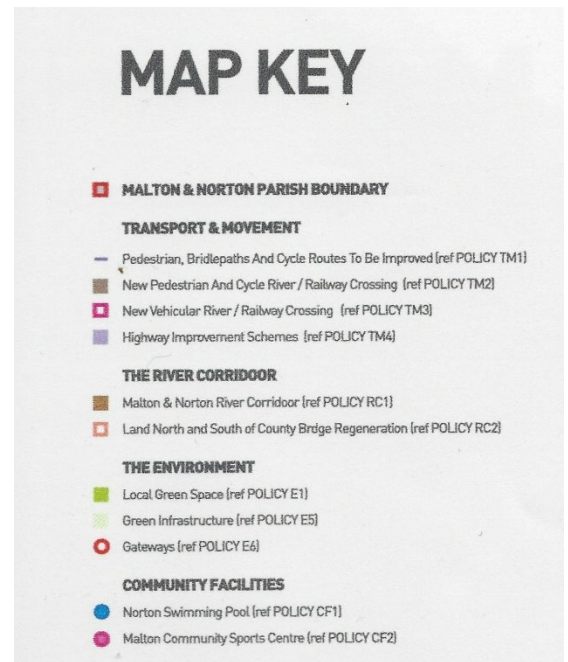 MAP KEY
MALTON & NORTON PARISH BOUNDARY
TRANSPORT & MOVEMENT
Pedestrian, Bridlepaths And Cycle Routes To Be Improved (ref POLICY TM1)
New Pedestrian And Cycle River / Railway Crossing (ref POLICY TM2)
New Vehicular River / Railway Crossing (ref POLICY TM3)
Highway Improvement Schemes (ref POLICY TM4)
THE RIVER CORRIDOOR
Malton & Norton River Corridoor (ref POLICY RC1)
Land North and South of County Brdge Regeneration (ref POLICY RC2)
THE ENVIRONMENT
Local Green Space (ref POLICY E1)
Green Infrastructure (ref POLICY E5)
Gateways (ref POLICY E6)
COMMUNITY FACILITIES
Norton Swimming Pool (ref POLICY CF1)
Malton Community Sports Centre (ref POLICY CF2)